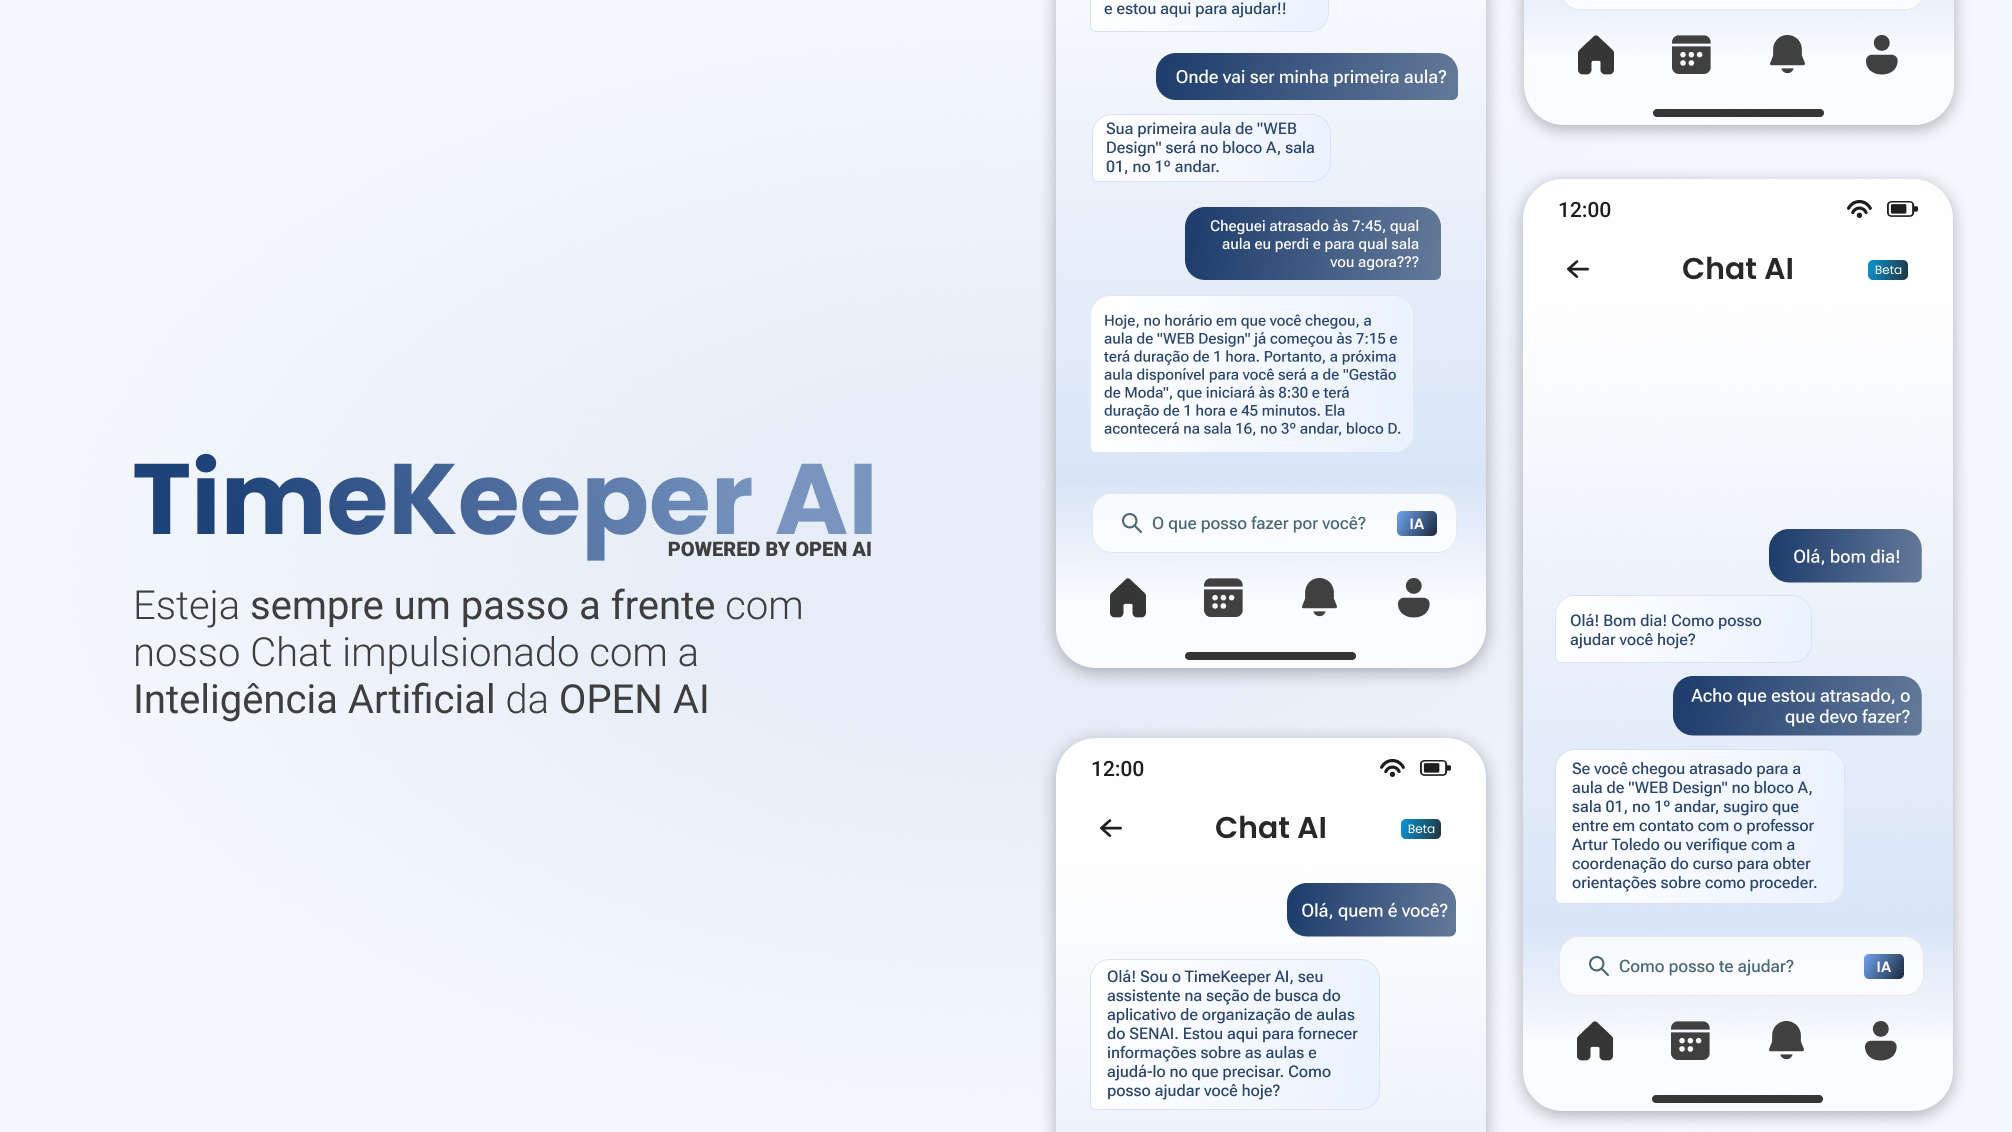 TimeKeeper AI
POWERED BY OPEN AI
Esteja sempre um passo a frente com
nosso Chat impulsionado com a
Inteligência Artificial da OPEN AI
e estou aqui para ajudar!!
Onde vai ser minha primeira aula?
Sua primeira aula de "WEB
Design" será no bloco A, sala
01, no 1º andar.
Cheguei atrasado às 7:45, qual
aula eu perdi e para qual sala
vou agora???
Hoje, no horário em que você chegou, a
aula de "WEB Design" já começou às 7:15 e
terá duração de 1 hora. Portanto, a próxima
aula disponível para você será a de "Gestão
de Moda", que iniciará às 8:30 e terá
duração de 1 hora e 45 minutos. Ela
acontecerá na sala 16, no 3º andar, bloco D.
O que posso fazer por você?
IA
12:00
Chat AI
Beta
Olá, quem é você?
Olá! Sou o TimeKeeper AI, seu
assistente na seção de busca do
aplicativo de organização de aulas
do SENAI. Estou aqui para fornecer
informações sobre as aulas e
ajudá-lo no que precisar. Como
posso ajudar você hoje?
12:00
Chat AI
Beta
Olá, bom dia!
Olá! Bom dia! Como posso
ajudar você hoje?
Acho que estou atrasado, o
que devo fazer?
Se você chegou atrasado para a
aula de "WEB Design" no bloco A,
sala 01, no 1º andar, sugiro que
entre em contato com o professor
Artur Toledo ou verifique com a
coordenação do curso para obter
orientações sobre como proceder.
Como posso te ajudar?
IA